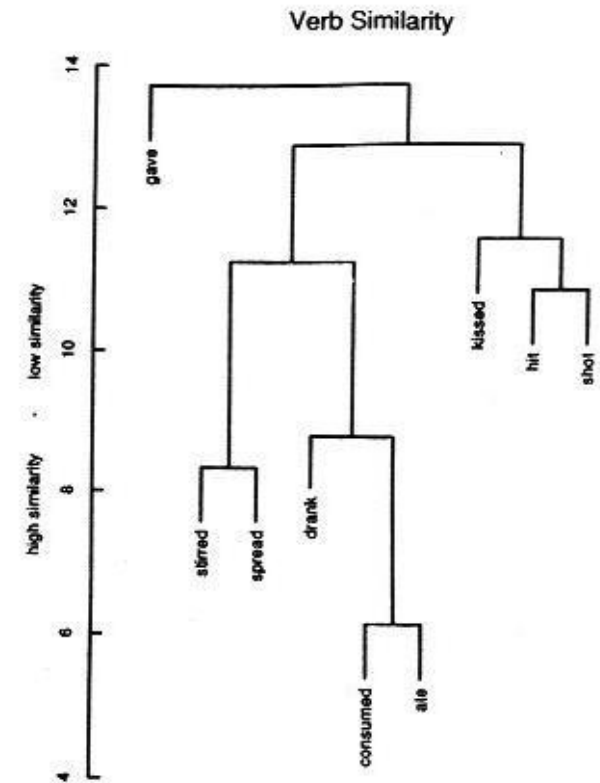 Verb Similarity
14
12
10
8
6
4
high similarity - low similarity
gave
kissed
hit
shot
stirred
spread
drank
consumed
ate